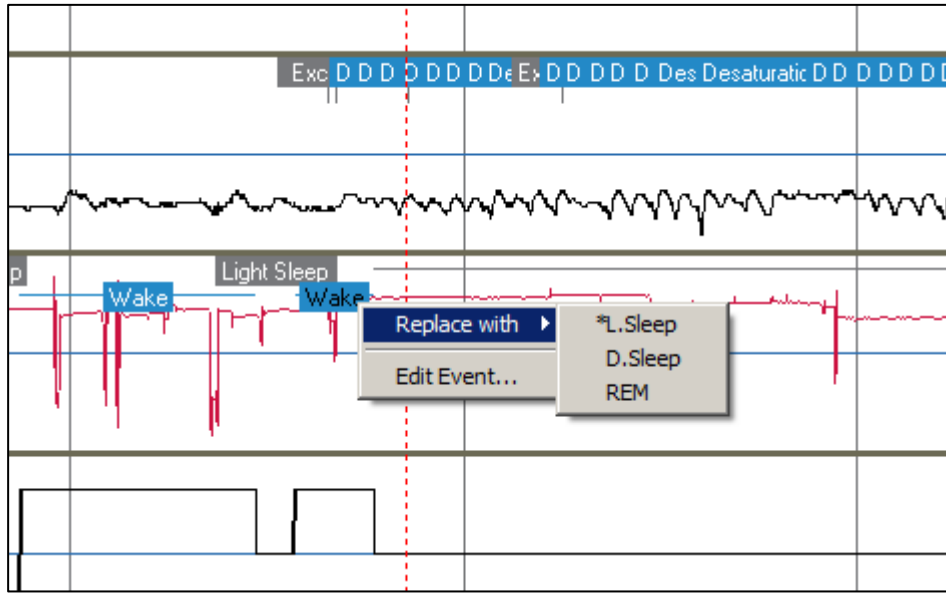 Exc D D D D D D D De Ex D D D D D Des Desaturatic D D D D D D
p Light Sleep
Wake Wake
Replace with *L.Sleep
D.Sleep
Edit Event...
REM